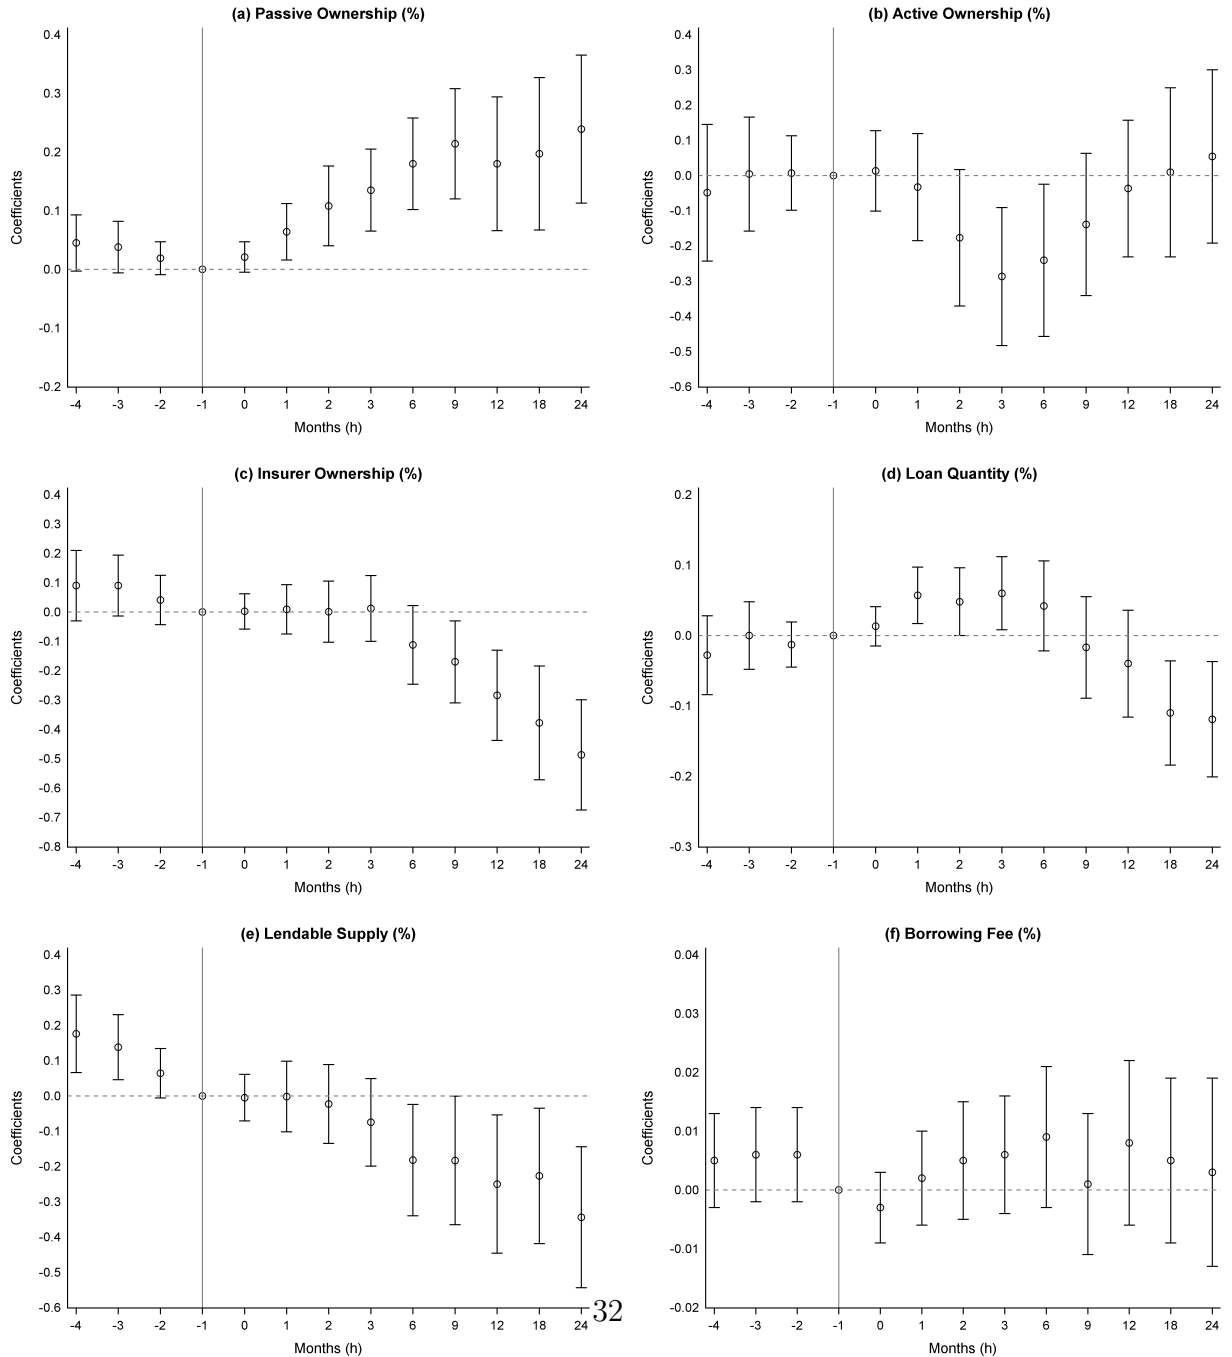 (a) Passive Ownership (%)
0.4
0.3
0.2
0.1
0.0
-0.1
-0.2
Coefficients
-4 -3 -2 -1 0 1 2 3 6 9 12 18 24
Months (h)
(b) Active Ownership (%)
0.4
0.3
0.2
0.1
0.0
-0.1
-0.2
-0.3
-0.4
-0.5
-0.6
Coefficients
-4 -3 -2 -1 0 1 2 3 6 9 12 18 24
Months (h)
(c) Insurer Ownership (%)
0.4
0.3
0.2
0.1
0.0
-0.1
-0.2
-0.3
-0.4
-0.5
-0.6
-0.7
-0.8
Coefficients
-4 -3 -2 -1 0 1 2 3 6 9 12 18 24
Months (h)
(d) Loan Quantity (%)
0.2
0.1
0.0
-0.1
-0.2
-0.3
Coefficients
-4 -3 -2 -1 0 1 2 3 6 9 12 18 24
Months (h)
(e) Lendable Supply (%)
0.4
0.3
0.2
0.1
0.0
-0.1
-0.2
-0.3
-0.4
-0.5
-0.6
Coefficients
-4 -3 -2 -1 0 1 2 3 6 9 12 18 24
Months (h)
(f) Borrowing Fee (%)
0.04
0.03
0.02
0.01
0.00
-0.01
-0.02
Coefficients
-4 -3 -2 -1 0 1 2 3 6 9 12 18 24
Months (h)
32